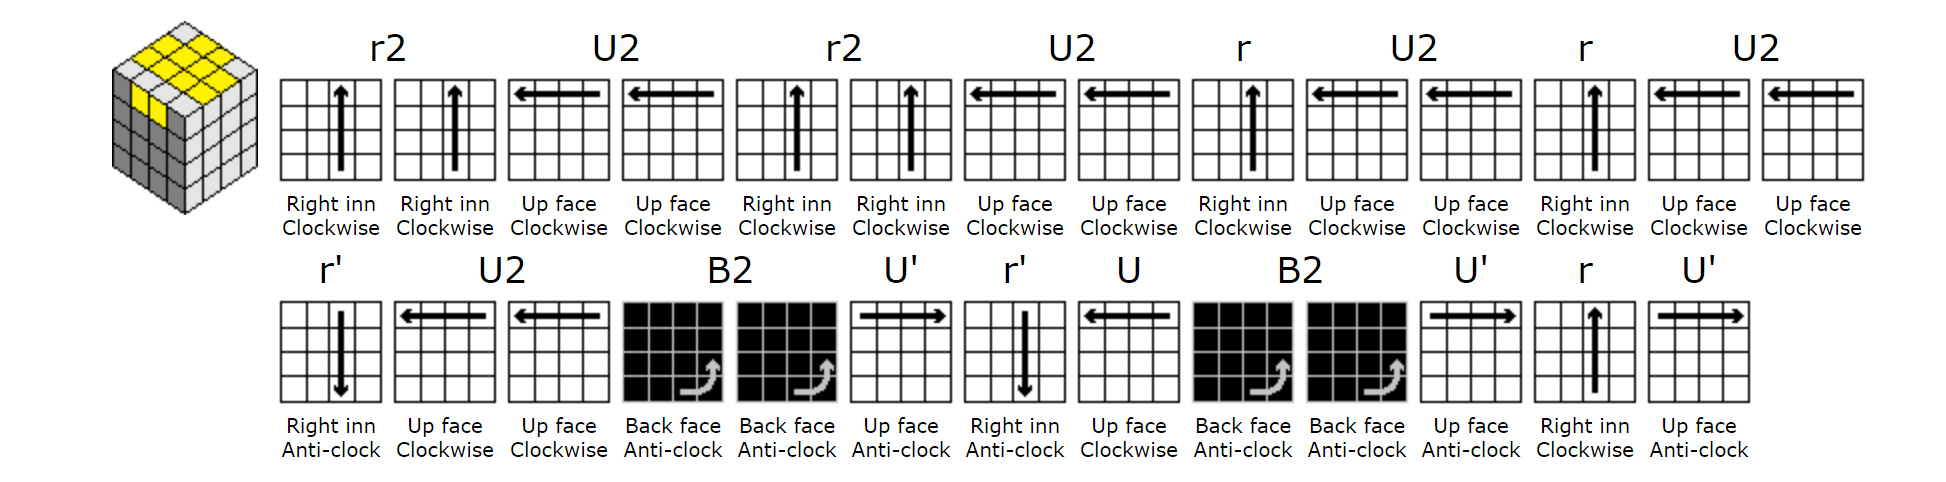 r2 U2 r2 U2 r U2 r U2
Right inn Right inn Up face Up face Right inn Right inn Up face Up face Right inn Up face Up face Right inn Up face Up face
Clockwise Clockwise Clockwise Clockwise Clockwise Clockwise Clockwise Clockwise Clockwise Clockwise Clockwise Clockwise Clockwise Clockwise
r' U2 B2 U' r' U B2 U' r U'
Right inn Up face Up face Back face Back face Up face Right inn Up face Back face Back face Up face Right inn Up face
Anti-clock Clockwise Clockwise Anti-clock Anti-clock Anti-clock Anti-clock Clockwise Anti-clock Anti-clock Anti-clock Clockwise Anti-clock